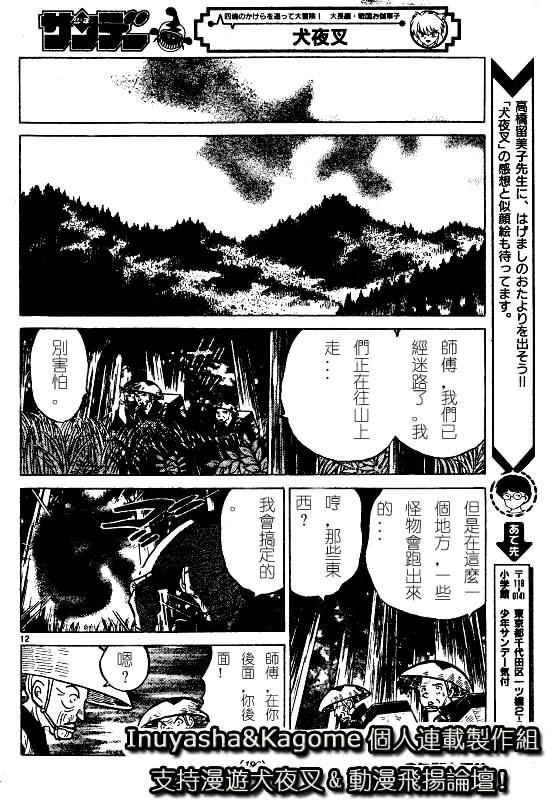 サンデー
四魂のかけらを追って大冒険！ 大長編・戦国お伽草子
犬夜叉
高橋留美子先生に、はげましのおたよりを出そう!!
「犬夜叉」の感想と似顔絵も待ってます。
師傅,我們己
經迷路了。我
們正在往山上
走…
別害怕。
但是在這麼一
個地方,一些
怪物會跑出來
的…
哼,那些東
西?
我會搞定的
。
あて先
〒
小学館 少年サンデー
東京都千代田区一ツ橋2
気付
12
師傅,在你
後面,你後
面!
嗯?
Inuyasha&Kagome 個人連載製作組
支持漫遊犬夜叉 & 動漫飛揚論壇!